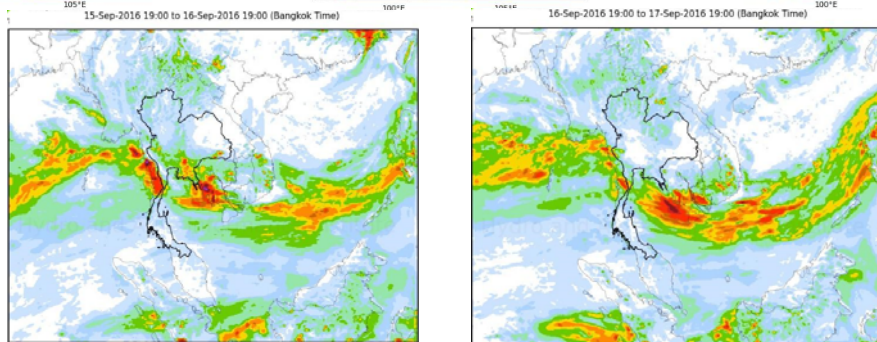 105°E 100°E
15-Sep-2016 19:00 to 16-Sep-2016 19:00 (Bangkok Time)
105°E 100°E
16-Sep-2016 19:00 to 17-Sep-2016 19:00 (Bangkok Time)